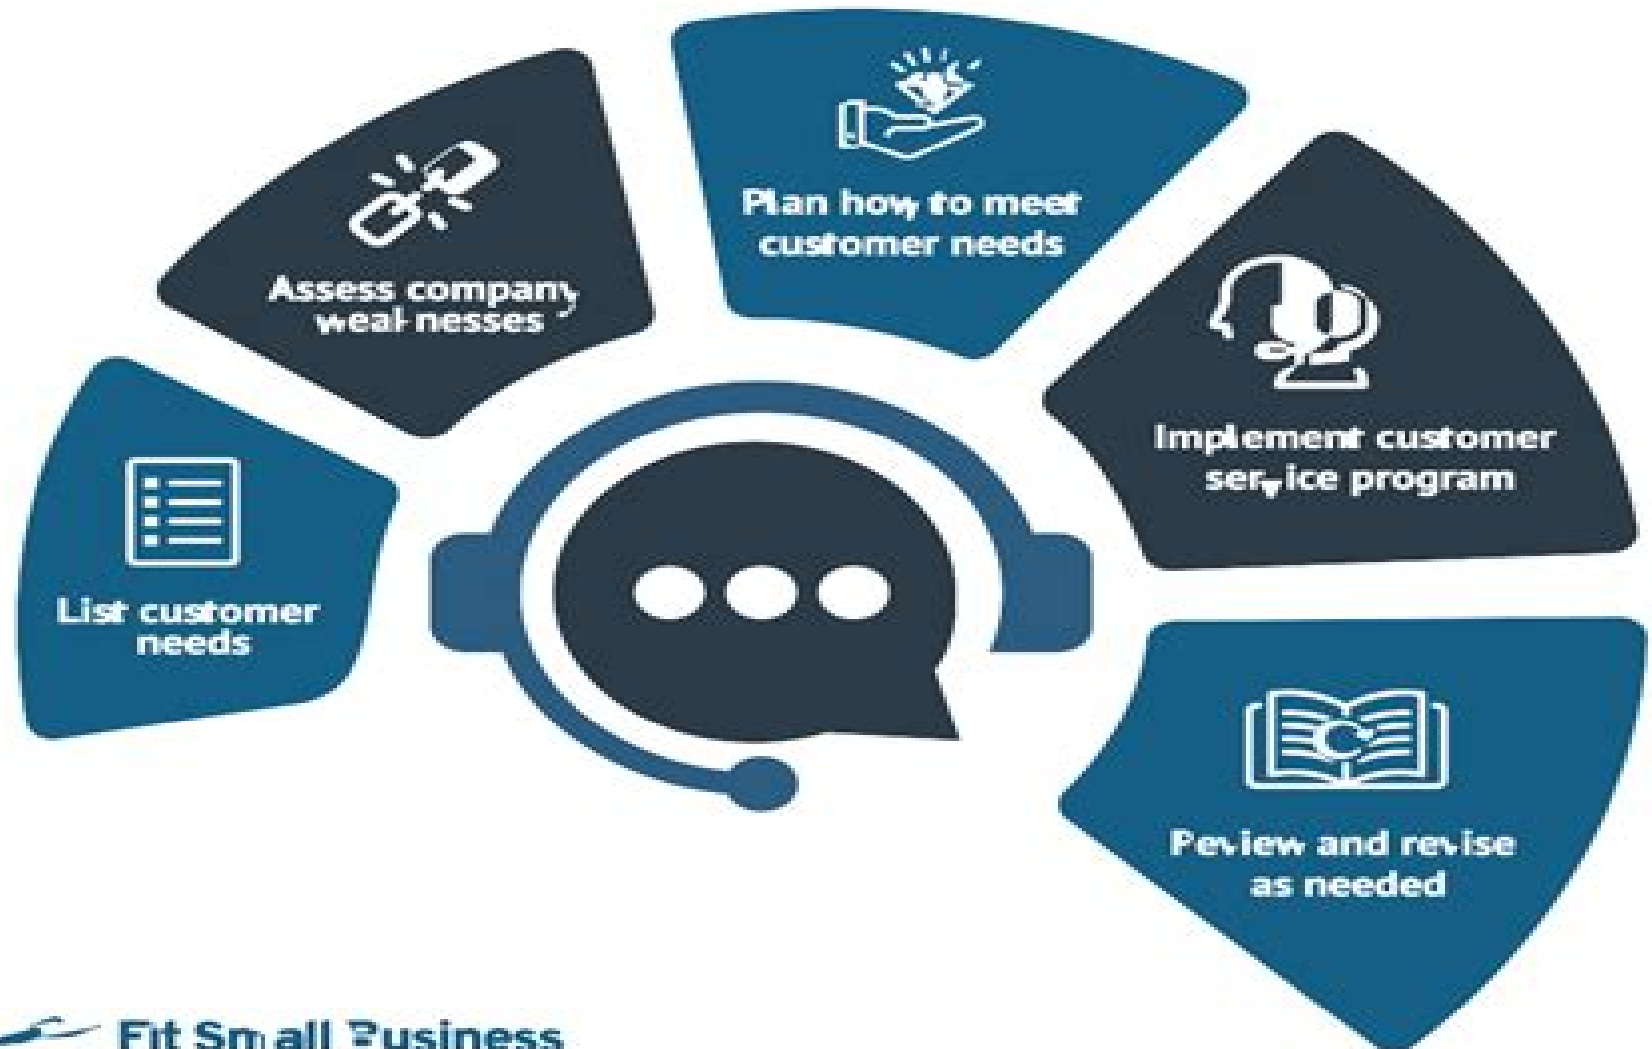 List customer
needs
Assess company
weaknesses
Plan how to meet
customer needs
Implement customer
service program
Review and revise
as needed
Fit Small Business